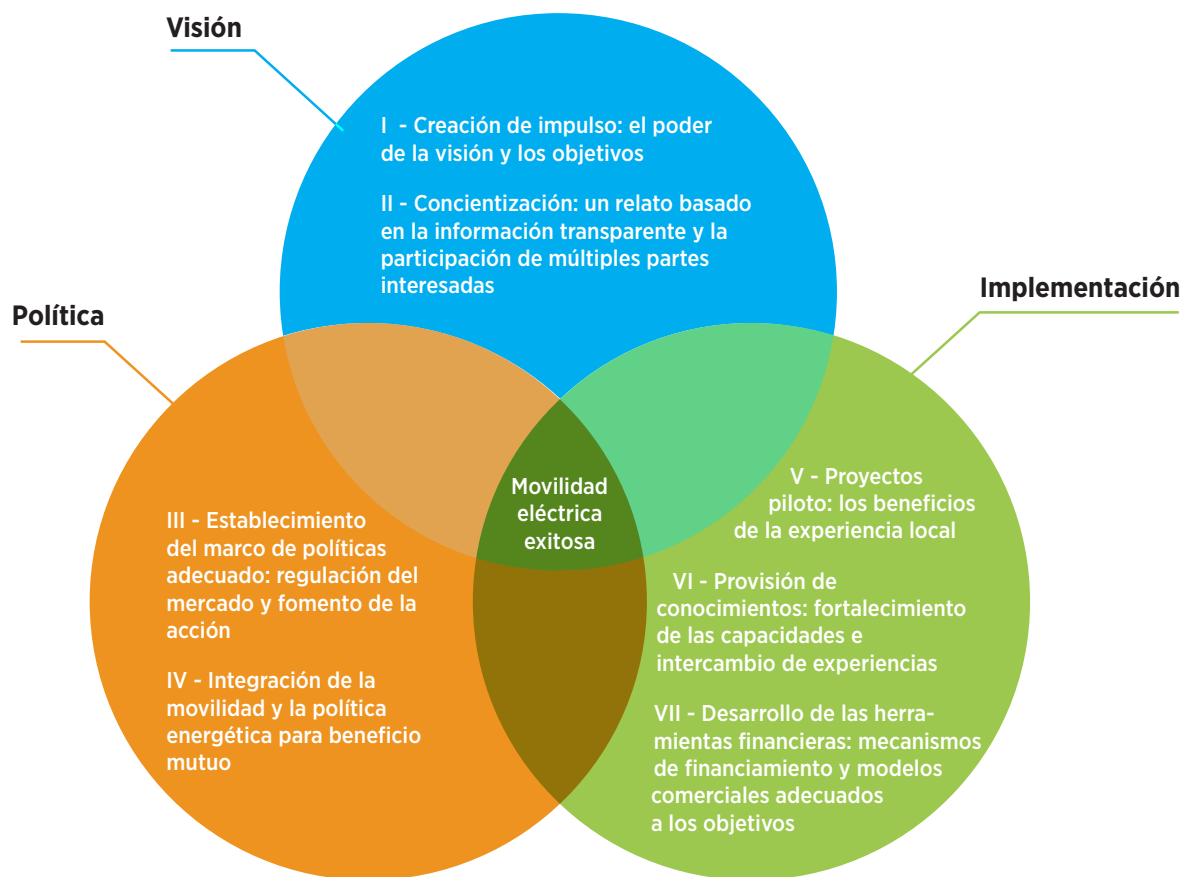 Visión
I - Creación de impulso: el poder
de la visión y los objetivos
II - Concientización: un relato basado
en la información transparente y la
participación de múltiples partes
interesadas
Política
Implementación
Movilidad
eléctrica
exitosa
III - Establecimiento
del marco de políticas
adecuado: regulación del
mercado y fomento de la
acción
IV - Integración de la
movilidad y la política
energética para beneficio
mutuo
V - Proyectos
piloto: los beneficios
de la experiencia local
VI - Provisión de
conocimientos: fortalecimiento
de las capacidades e
intercambio de experiencias
VII - Desarrollo de las herra-
mientas financieras: mecanismos
de financiamiento y modelos
comerciales adecuados
a los objetivos